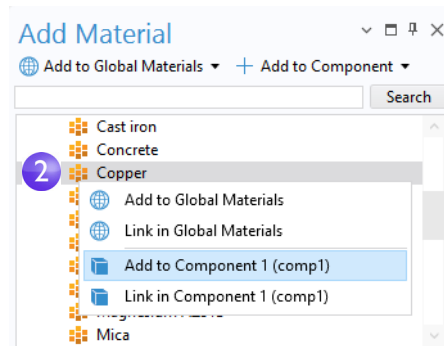 Add Material
Add to Global Materials Add to Component
Search
Cast iron
Concrete
2 Copper
Add to Global Materials
Link in Global Materials
Add to Component 1 (comp1)
Link in Component 1 (comp1)
Mica